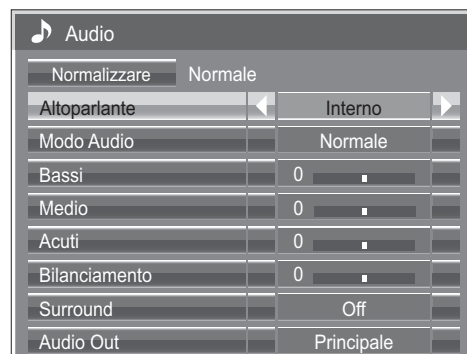 Audio
Normalizzare Normale
Altoparlante Interno
Modo Audio Normale
Bassi 0
Medio 0
Acuti 0
Bilanciamento 0
Surround Off
Audio Out Principale